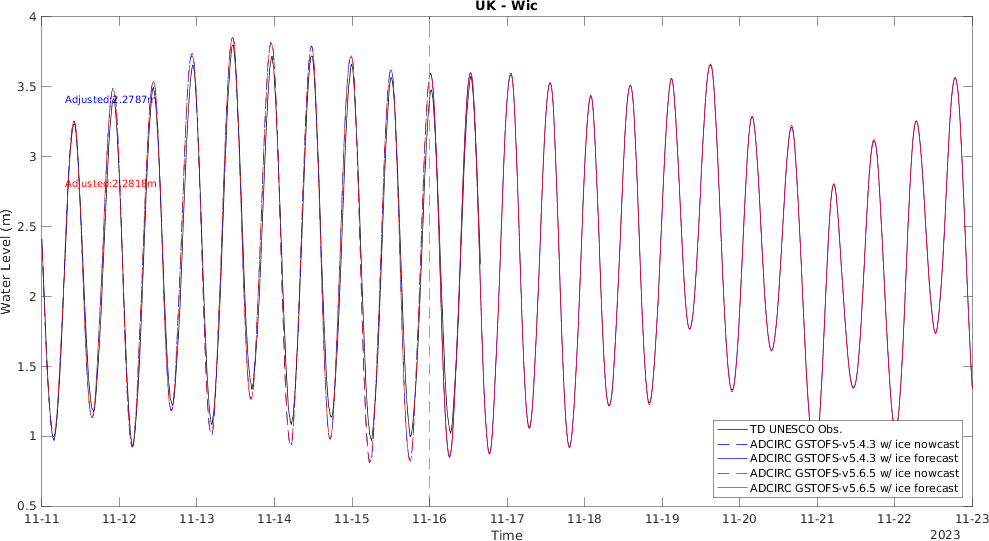 UK - Wic
4
3.5
3
2.5
2
1.5
1
0.5
Water Level (m)
Adjusted:2.2787m
Adjusted:2.2818m
TD UNESCO Obs.
ADCIRC GSTOFS-v5.4.3 w/ ice nowcast
ADCIRC GSTOFS-v5.4.3 w/ ice forecast
ADCIRC GSTOFS-v5.6.5 w/ ice nowcast
ADCIRC GSTOFS-v5.6.5 w/ ice forecast
11-11 11-12 11-13 11-14 11-15 11-16 11-17 11-18 11-19 11-20 11-21 11-22 11-23
Time
2023